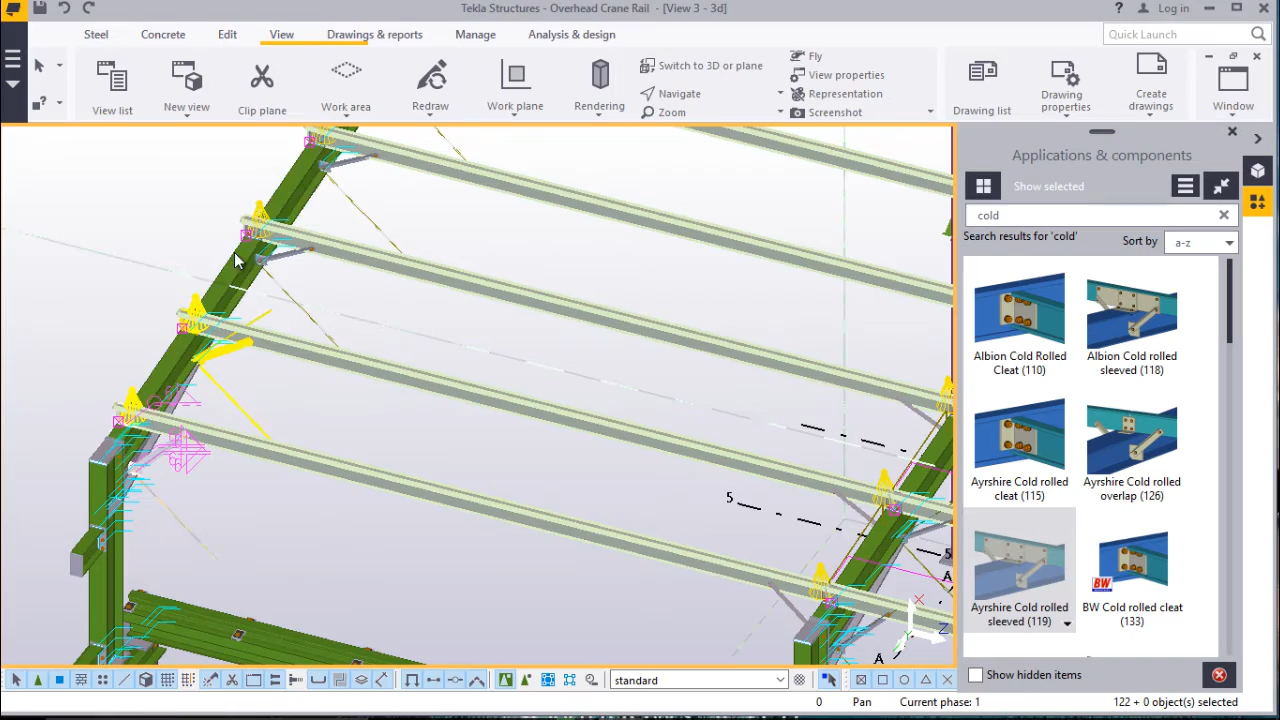 Tekla Structures - Overhead Crane Rail - [View 3 - 3d]
? Log in
Steel Concrete Edit View Drawings & reports Manage Analysis & design
Quick Launch
View list
New view
Clip plane
Work area
Redraw
Work plane
Rendering
Switch to 3D or plane
Navigate
Zoom
Fly
View properties
Representation
Screenshot
Drawing list
Drawing properties
Create drawings
Window
Applications & components
Show selected
cold
Search results for 'cold'
Sort by a-z
Albion Cold Rolled Cleat (110)
Albion Cold rolled sleeved (118)
Ayrshire Cold rolled cleat (115)
Ayrshire Cold rolled overlap (126)
Ayrshire Cold rolled sleeved (119)
BW
BW Cold rolled cleat (133)
Show hidden items
5
5
A
A
X
Z
Y
standard
0 Pan Current phase: 1 122 + 0 object(s) selected